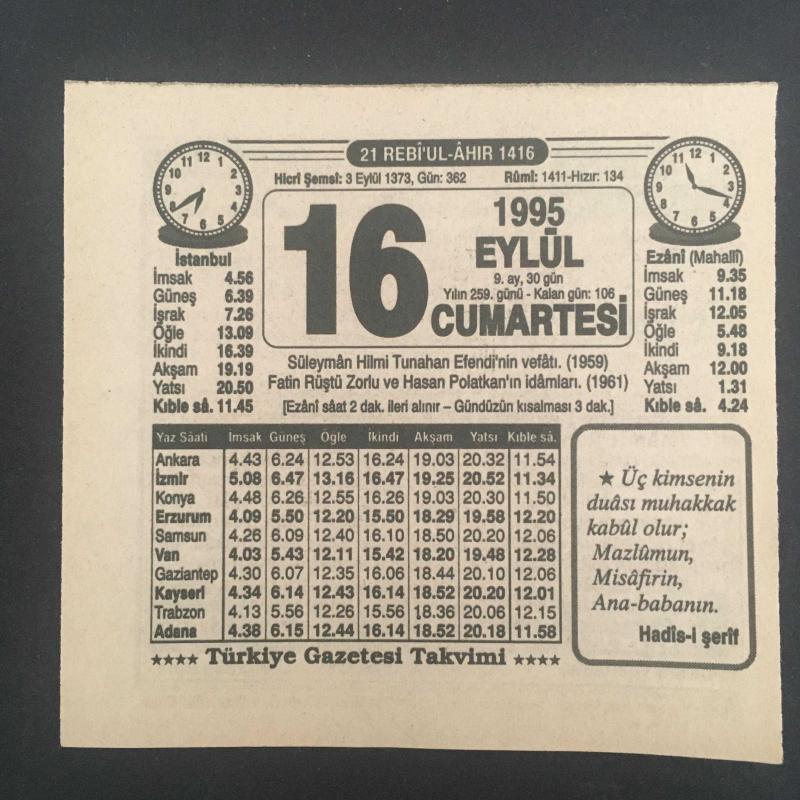 21 REBÎ'UL-ÂHIR 1416
Hicrî Şemsî: 3 Eylûl 1373, Gün: 362 Rûmî: 1411-Hızır: 134
16
1995
EYLÛL
9. ay, 30 gün
Yılın 259. günü - Kalan gün: 106
CUMARTESİ
İstanbul
İmsak 4.56
Güneş 6.39
İşrak 7.26
Öğle 13.09
İkindi 16.39
Akşam 19.19
Yatsı 20.50
Kıble sâ. 11.45
Ezânî (Mahallî)
İmsak 9.35
Güneş 11.18
İşrak 12.05
Öğle 5.48
İkindi 9.18
Akşam 12.00
Yatsı 1.31
Kıble sâ. 4.24
Süleymân Hilmi Tunahan Efendi'nin vefâtı. (1959)
Fatin Rüştü Zorlu ve Hasan Polatkan'ın idâmları. (1961)
[Ezânî sâat 2 dak. ileri alınır – Gündüzün kısalması 3 dak.]
Yaz Sâati İmsak Güneş Öğle İkindi Akşam Yatsı Kıble sâ.
Ankara 4.43 6.24 12.53 16.24 19.03 20.32 11.54
İzmir 5.08 6.47 13.16 16.47 19.25 20.52 11.34
Konya 4.48 6.26 12.55 16.26 19.03 20.30 11.50
Erzurum 4.09 5.50 12.20 15.50 18.29 19.58 12.20
Samsun 4.26 6.09 12.40 16.10 18.50 20.20 12.06
Van 4.03 5.43 12.11 15.42 18.20 19.48 12.28
Gaziantep 4.30 6.07 12.35 16.06 18.44 20.10 12.06
Kayseri 4.34 6.14 12.43 16.14 18.52 20.20 12.01
Trabzon 4.13 5.56 12.26 15.56 18.36 20.06 12.15
Adana 4.38 6.15 12.44 16.14 18.52 20.18 11.58
★ Üç kimsenin
duâsı muhakkak
kabûl olur;
Mazlûmun,
Misâfirin,
Ana-babanın.
Hadîs-i şerîf
★★★★ Türkiye Gazetesi Takvimi ★★★★